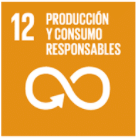 12 PRODUCCIÓN
Y CONSUMO
RESPONSABLES